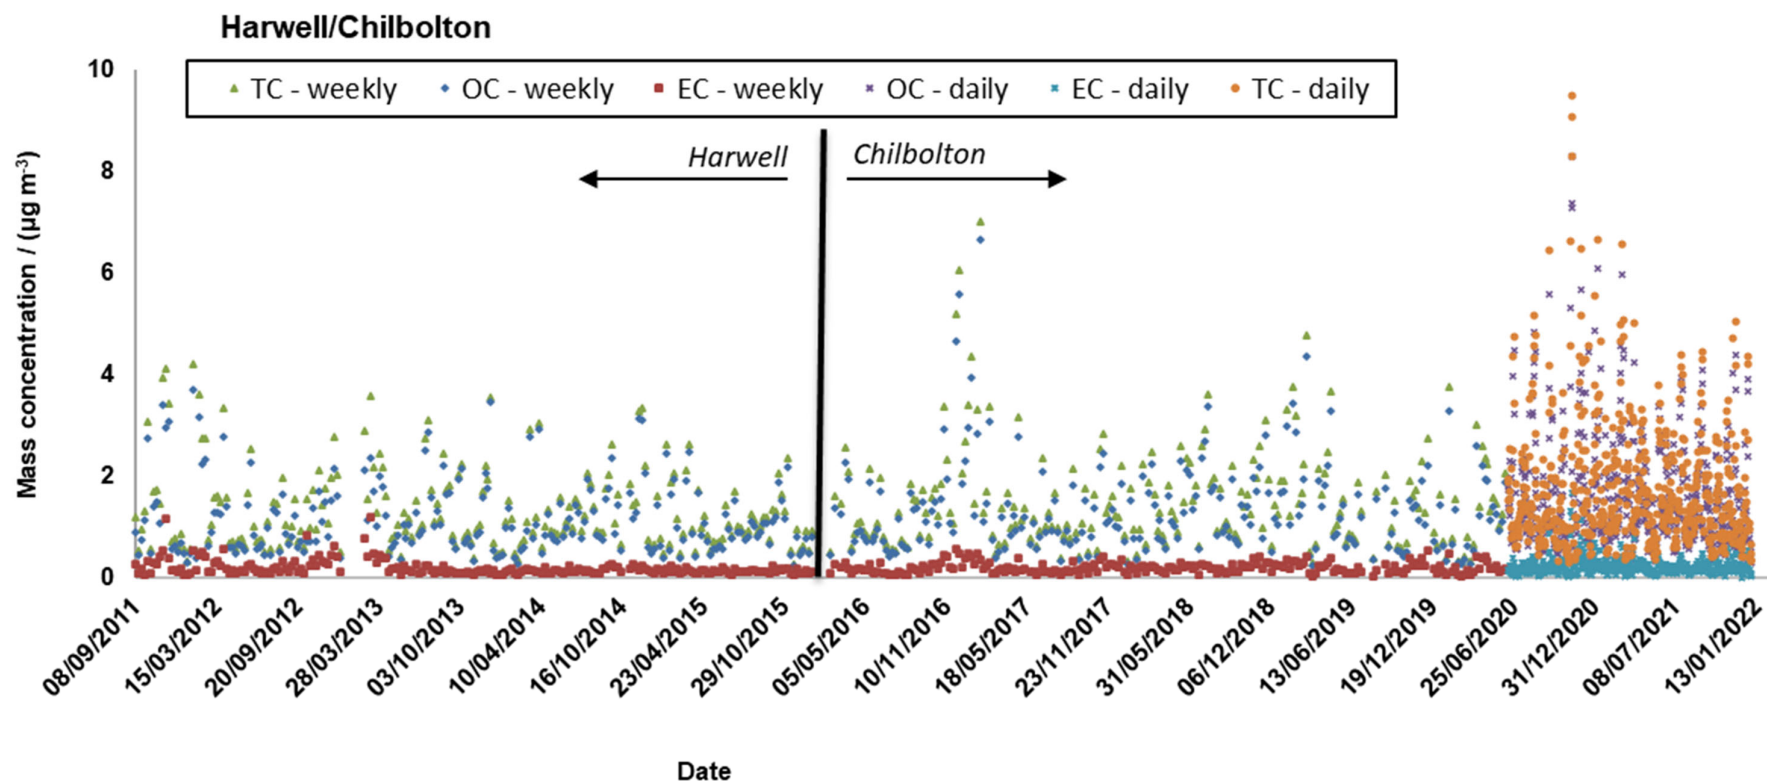 Harwell/Chilbolton
10
TC - weekly OC - weekly EC - weekly OC - daily EC - daily TC - daily
Harwell Chilbolton
8
6
4
2
0
Mass concentration / (µg m⁻³)
08/09/2011 15/03/2012 20/09/2012 28/03/2013 03/10/2013 10/04/2014 16/10/2014 23/04/2015 29/10/2015 05/05/2016 10/11/2016 18/05/2017 23/11/2017 31/05/2018 06/12/2018 13/06/2019 19/12/2019 25/06/2020 31/12/2020 08/07/2021 13/01/2022
Date